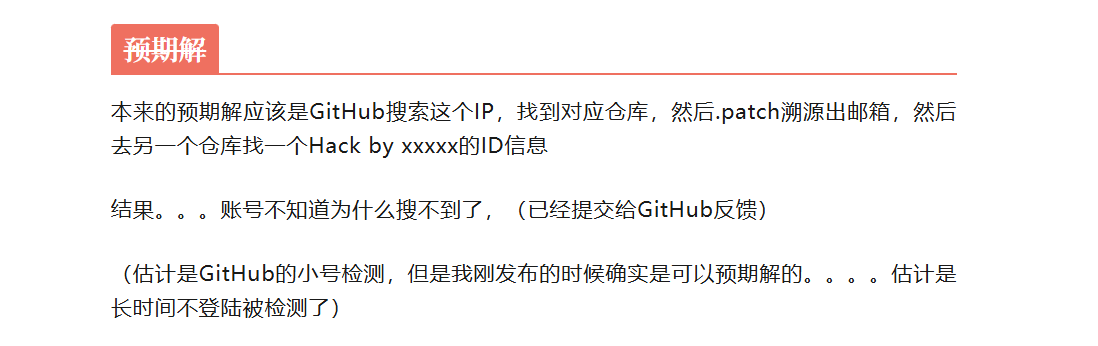 预期解
本来的预期解应该是GitHub搜索这个IP，找到对应仓库，然后.patch溯源出邮箱，然后
去另一个仓库找一个Hack by xxxxx的ID信息
结果。。。账号不知道为什么搜不到了，（已经提交给GitHub反馈）
（估计是GitHub的小号检测，但是我刚发布的时候确实是可以预期解的。。。。估计是
长时间不登陆被检测了）